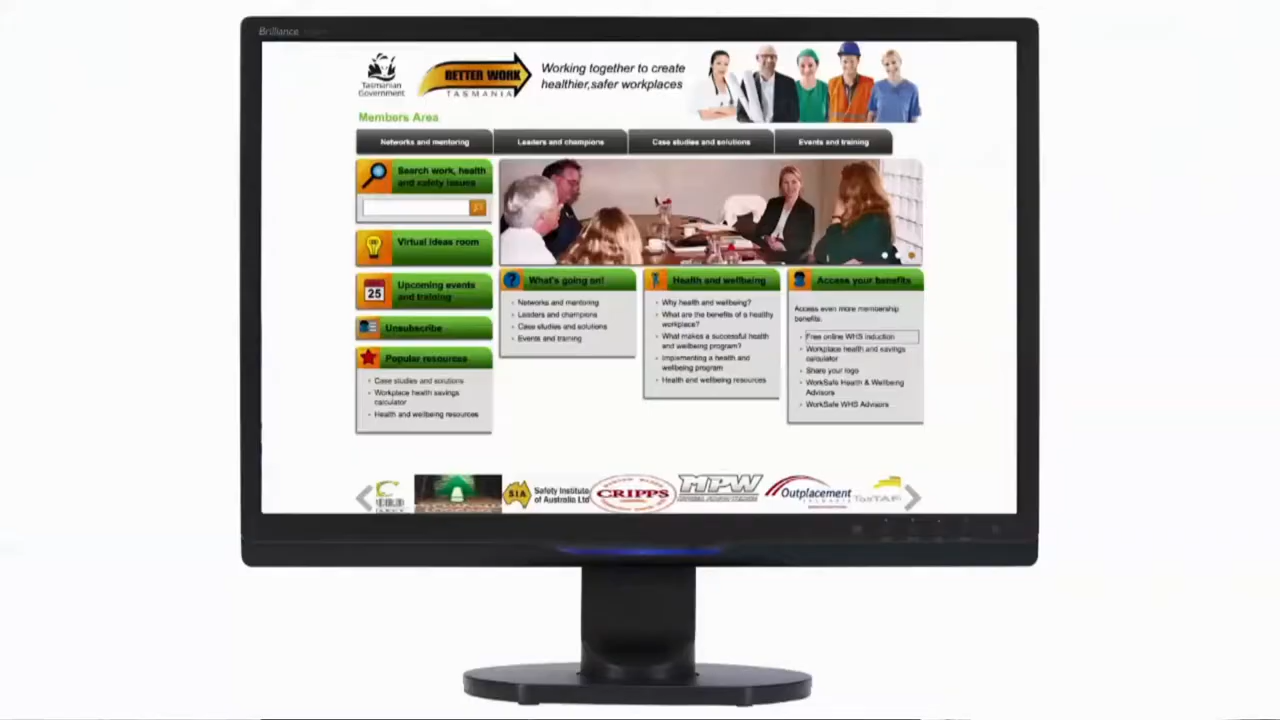 Brilliance
Tasmanian
Government
BETTER WORK
TASMANIA
Working together to create
healthier,safer workplaces
Members Area
Networks and mentoring
Leaders and champions
Case studies and solutions
Events and training
Search work, health
and safety issues
Virtual ideas room
Upcoming events
and training
25
Unsubscribe
Popular resources
Case studies and solutions
Workplace health savings
calculator
Health and wellbeing resources
What's going on!
Networks and mentoring
Leaders and champions
Case studies and solutions
Events and training
Health and wellbeing
Why health and wellbeing?
What are the benefits of a healthy
workplace?
What makes a successful health
and wellbeing program?
Implementing a health and
wellbeing program
Health and wellbeing resources
Access your benefits
Access even more membership
benefits:
Free online WHS induction
Workplace health and savings
calculator
Share your logo
WorkSafe Health & Wellbeing
Advisors
WorkSafe WHS Advisors
SIA
Safety Institute
of Australia Ltd
CRIPPS
MPW
Outplacement
TasTAFE